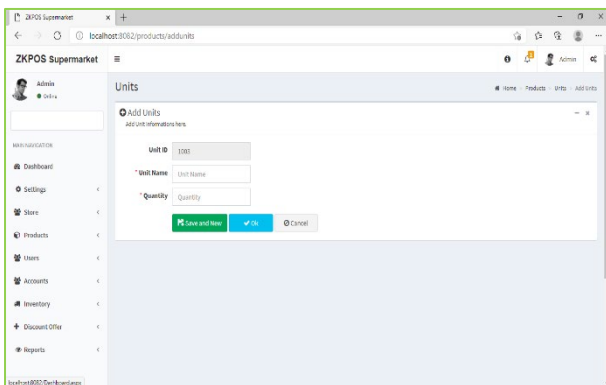 ZKPOS Supermarket
localhost:8082/products/addunits
ZKPOS Supermarket
Admin
Admin
Online
Units
Home > Products > Units > Add Units
Add Units
Add Unit Informations here.
MAIN NAVIGATION
Unit ID
* Unit Name
Unit Name
Dashboard
* Quantity
Quantity
Settings
Save and New
Ok
Cancel
Store
Products
Users
Accounts
Inventory
Discount Offer
Reports
localhost:8082/Dashboard.aspx